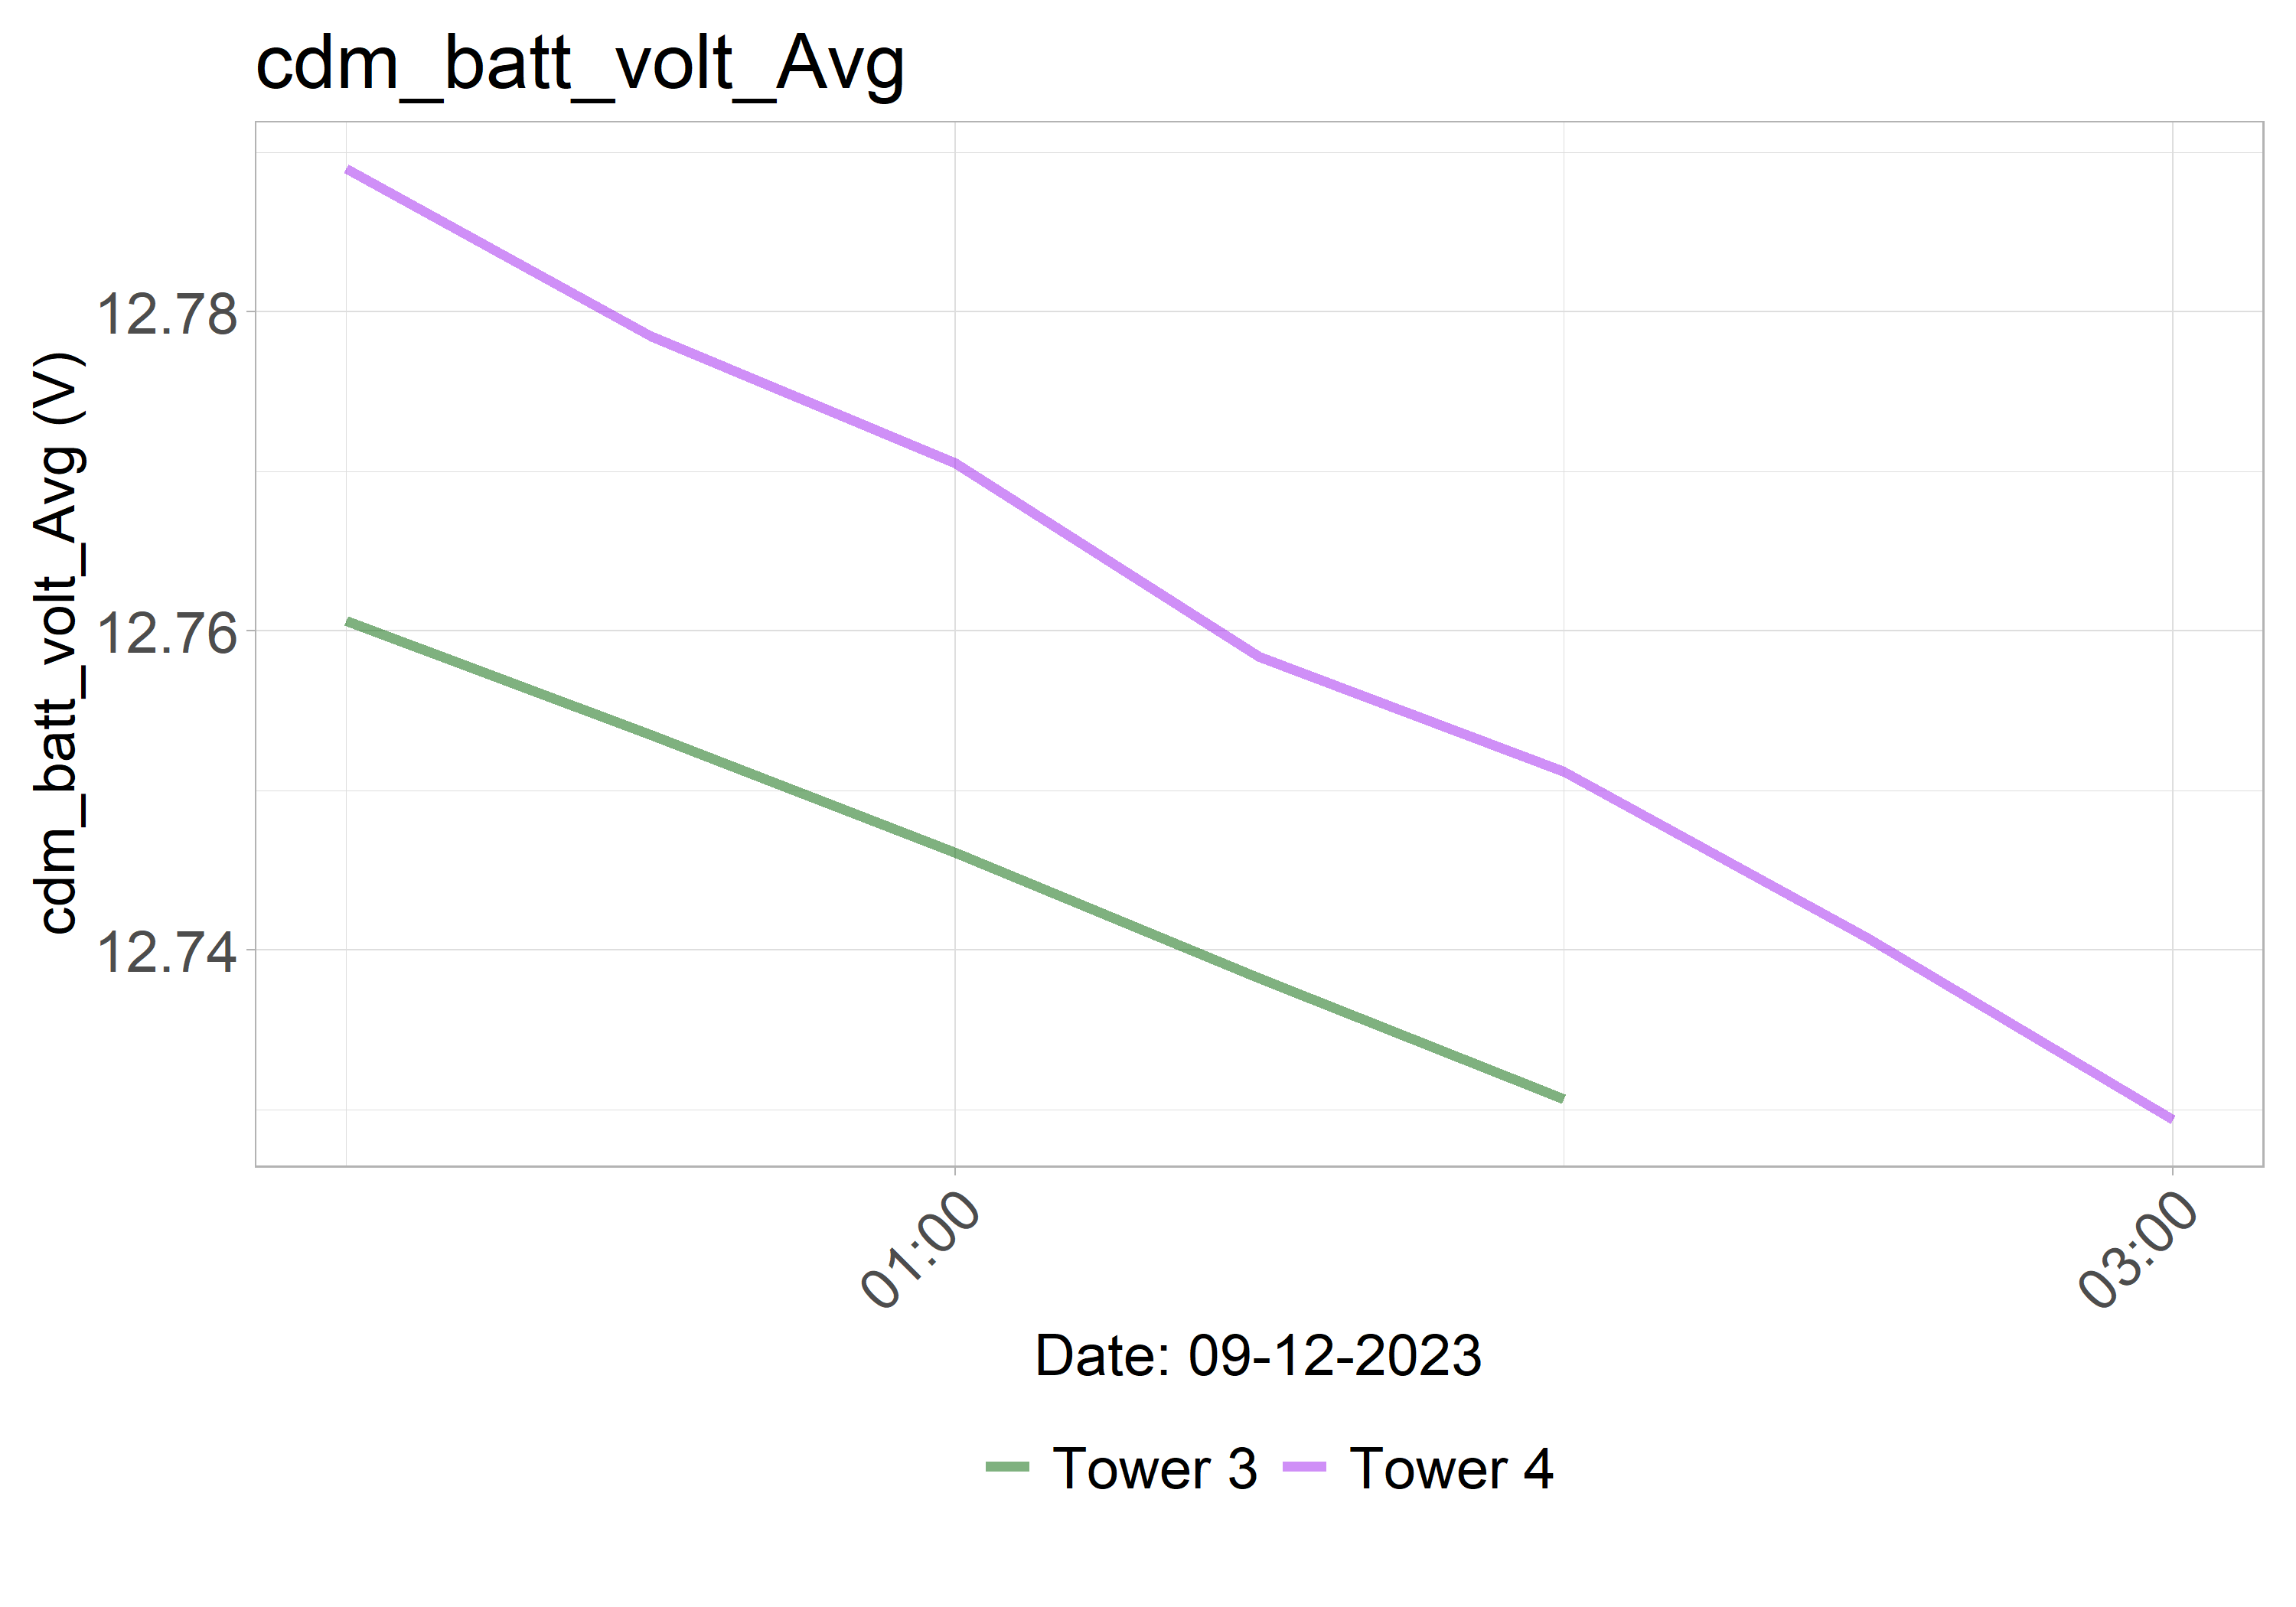 cdm_batt_volt_Avg
cdm_batt_volt_Avg (V)
12.78
12.76
12.74
01:00
03:00
Date: 09-12-2023
Tower 3
Tower 4